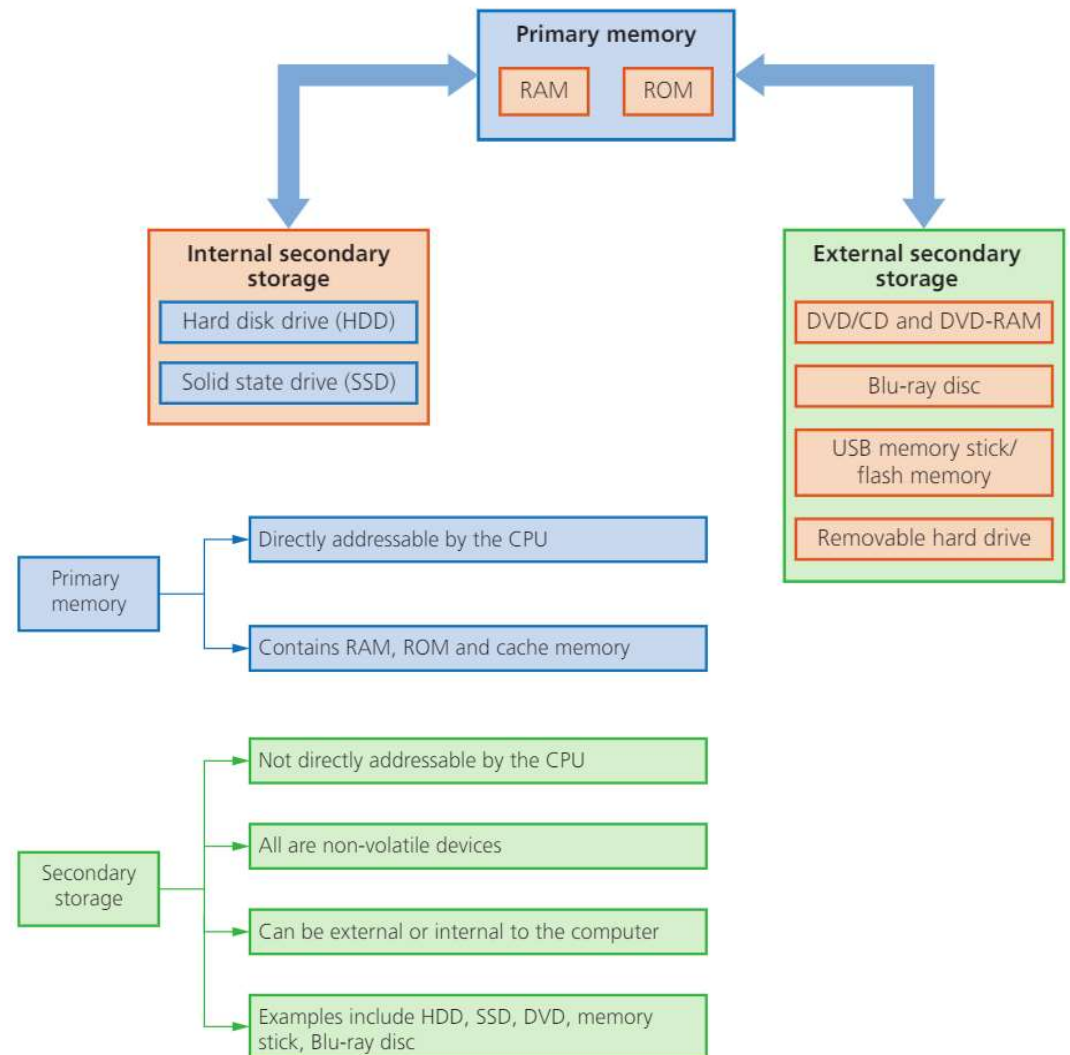 Primary memory
RAM
ROM
Internal secondary
storage
Hard disk drive (HDD)
Solid state drive (SSD)
External secondary
storage
DVD/CD and DVD-RAM
Blu-ray disc
USB memory stick/
flash memory
Removable hard drive
Primary
memory
Directly addressable by the CPU
Contains RAM, ROM and cache memory
Secondary
storage
Not directly addressable by the CPU
All are non-volatile devices
Can be external or internal to the computer
Examples include HDD, SSD, DVD, memory
stick, Blu-ray disc